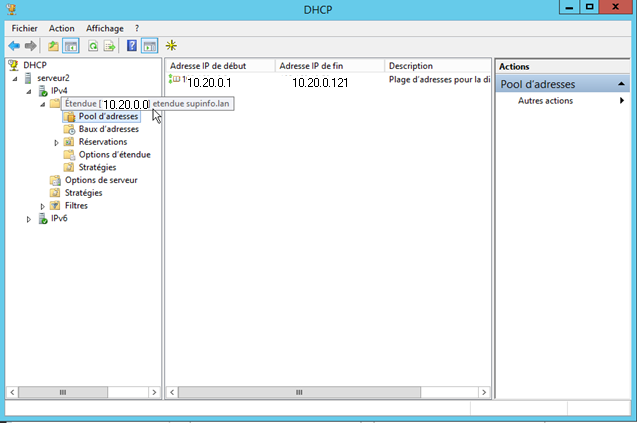 DHCP
Fichier Action Affichage ?
DHCP
serveur2
IPv4
Étendue [ 10.20.0.0] etendue supinfo.lan
Pool d'adresses
Baux d'adresses
Réservations
Options d'étendue
Stratégies
Options de serveur
Stratégies
Filtres
IPv6
Adresse IP de début Adresse IP de fin Description
10.20.0.1 10.20.0.121 Plage d'adresses pour la di
Actions
Pool d'adresses
Autres actions